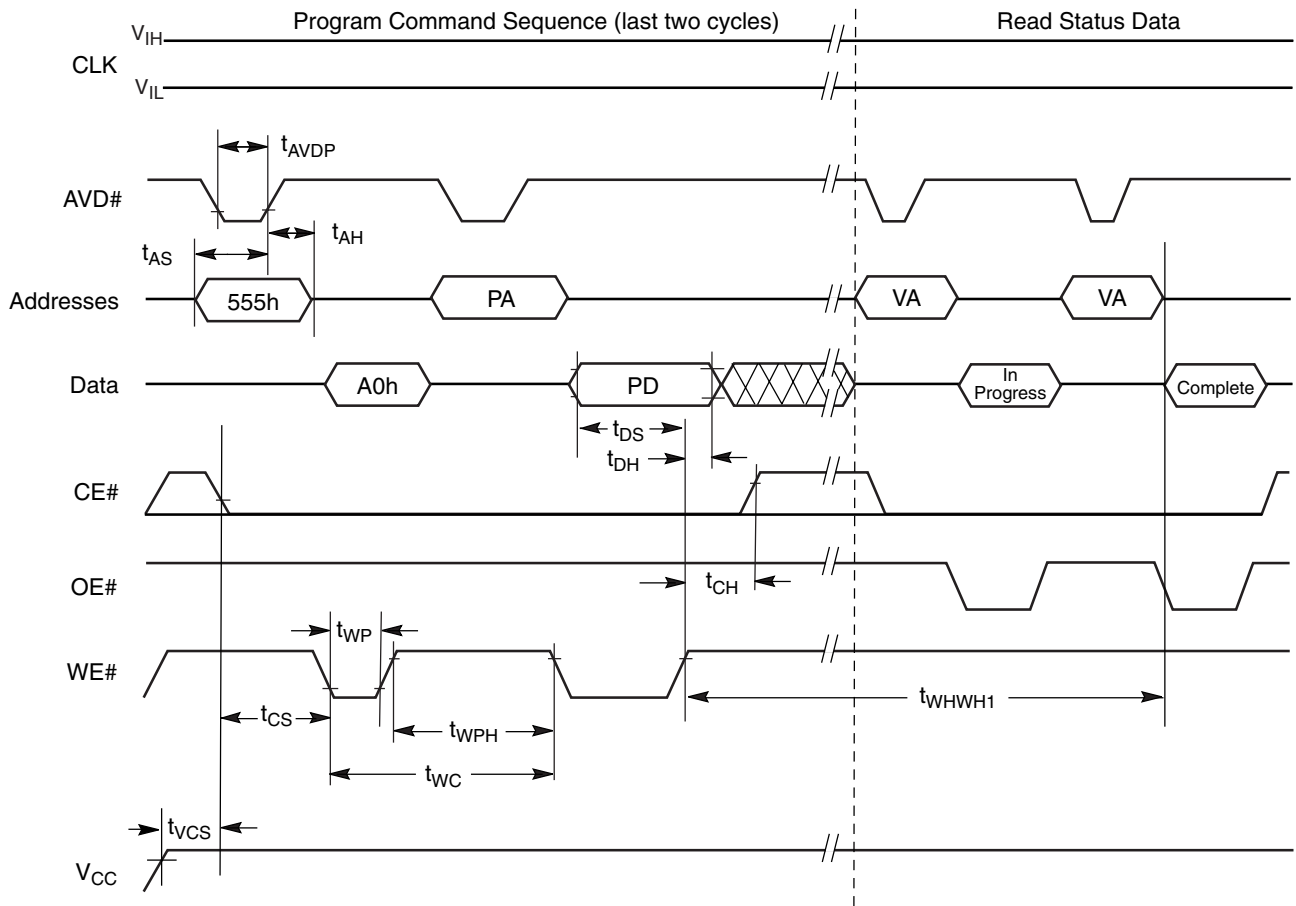 Program Command Sequence (last two cycles)
Read Status Data
VIH
CLK
VIL
tAVDP
AVD#
tAH
tAS
Addresses
555h
PA
VA
VA
Data
A0h
PD
In
Progress
Complete
tDS
tDH
CE#
OE#
tCH
tWP
WE#
tWHWH1
tCS
tWPH
tWC
tVCS
VCC